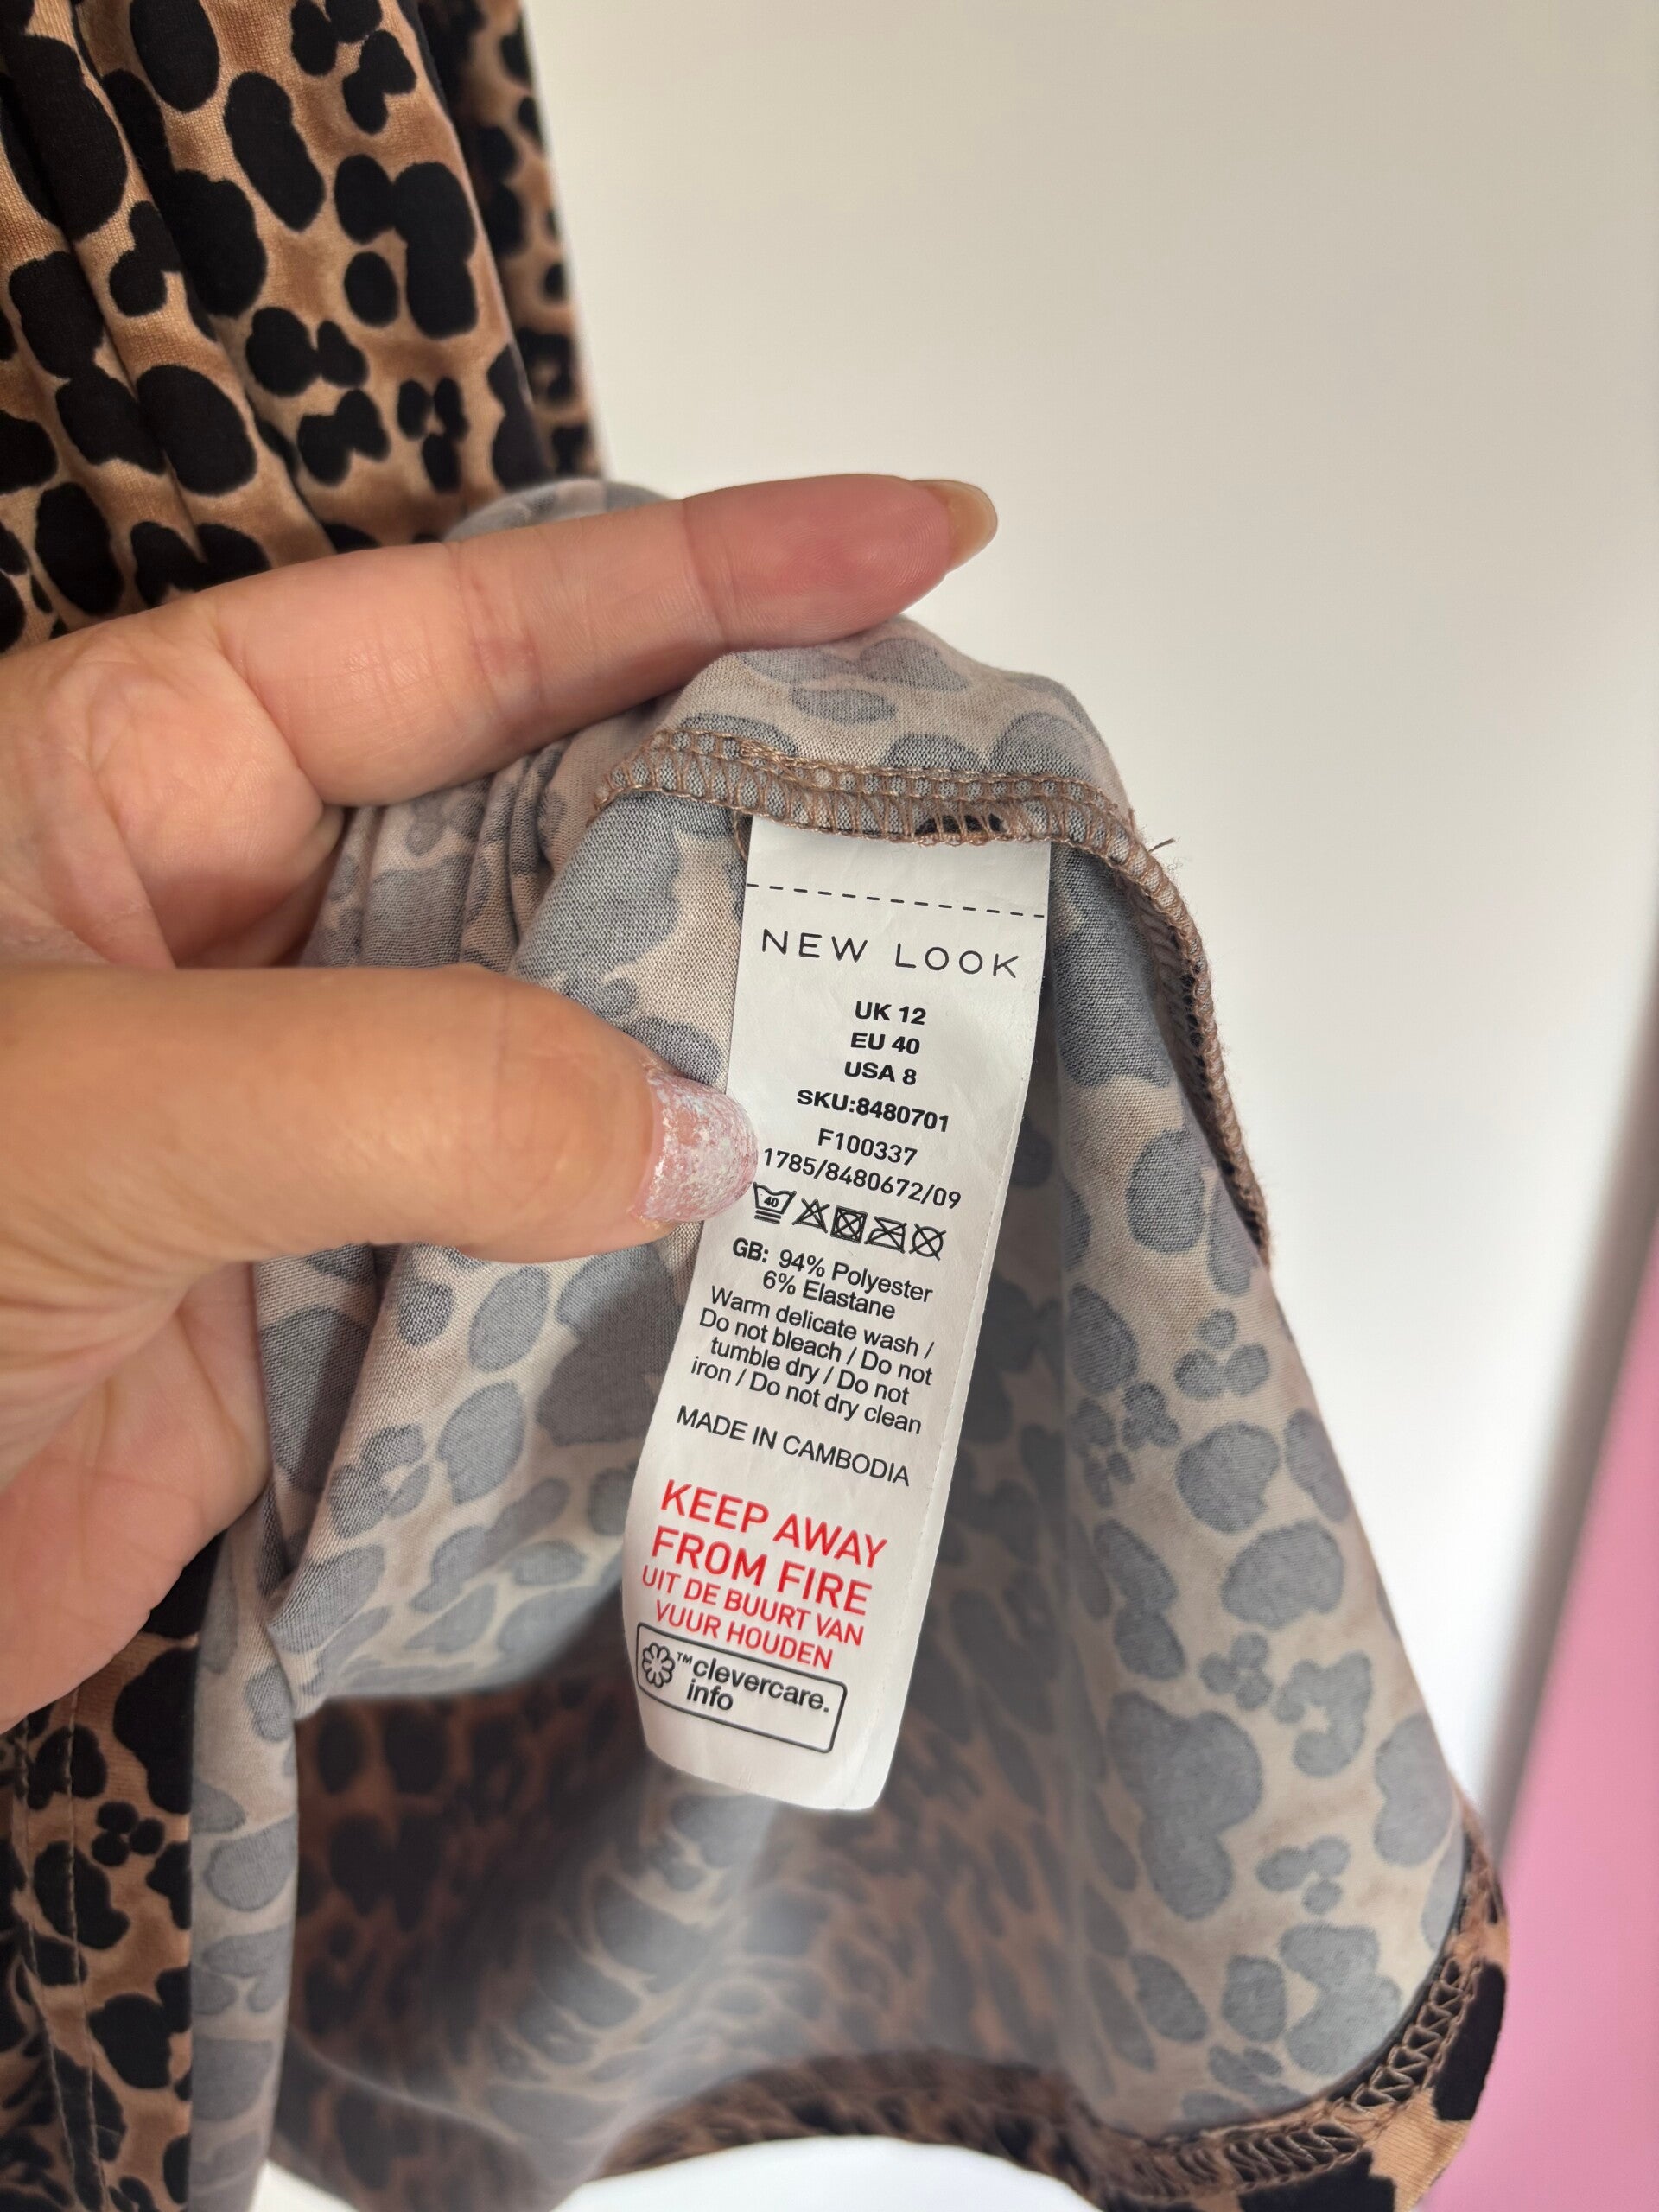 NEW LOOK
UK 12
EU 40
USA 8
SKU:8480701
F100337
1785/8480672/09
40
GB: 94% Polyester
6% Elastane
Warm delicate wash /
Do not bleach / Do not
tumble dry / Do not
iron / Do not dry clean
MADE IN CAMBODIA
KEEP AWAY
FROM FIRE
UIT DE BUURT VAN
VUUR HOUDEN
™clevercare.
info